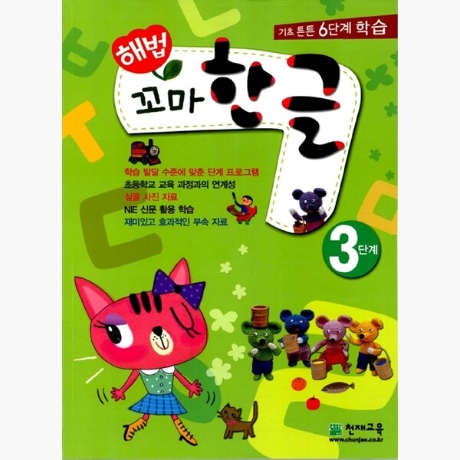 기초 튼튼 6단계 학습
해법
꼬마 한글
학습 발달 수준에 맞춘 단계 프로그램
초등학교 교육 과정과의 연계성
실물 사진 자료
NIE 신문 활용 학습
재미있고 효과적인 부속 자료
3단계
천재교육
www.chunjae.co.kr